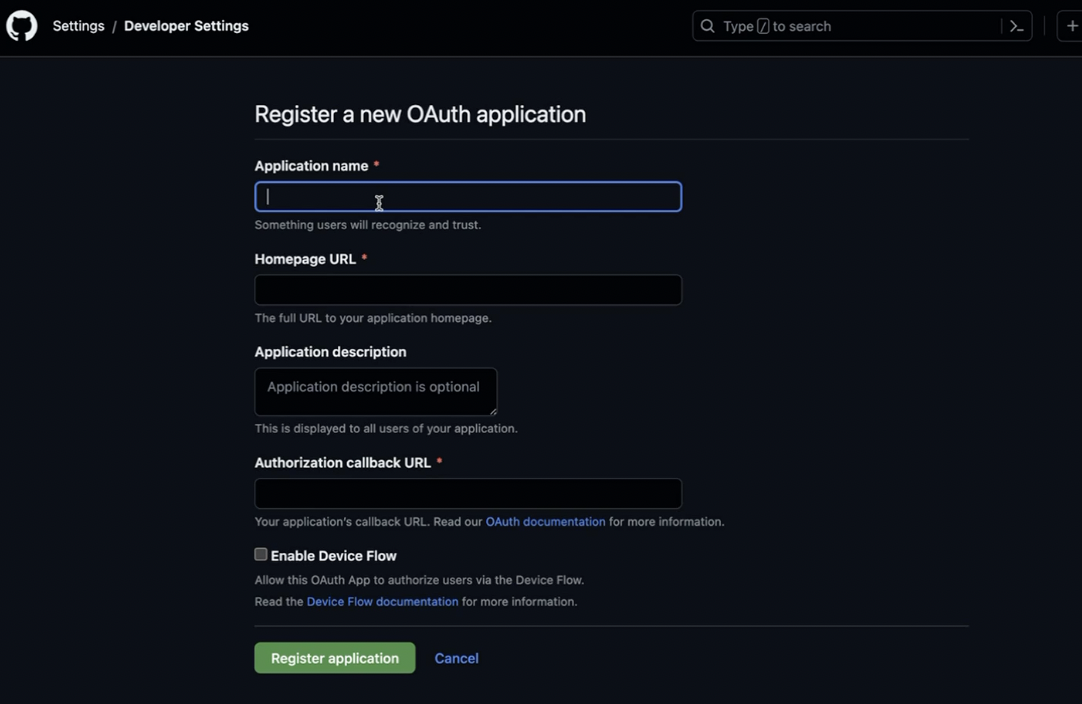 Settings / Developer Settings
Type / to search
Register a new OAuth application
Application name *
Something users will recognize and trust.
Homepage URL *
The full URL to your application homepage.
Application description
Application description is optional
This is displayed to all users of your application.
Authorization callback URL *
Your application's callback URL. Read our OAuth documentation for more information.
Enable Device Flow
Allow this OAuth App to authorize users via the Device Flow.
Read the Device Flow documentation for more information.
Register application Cancel